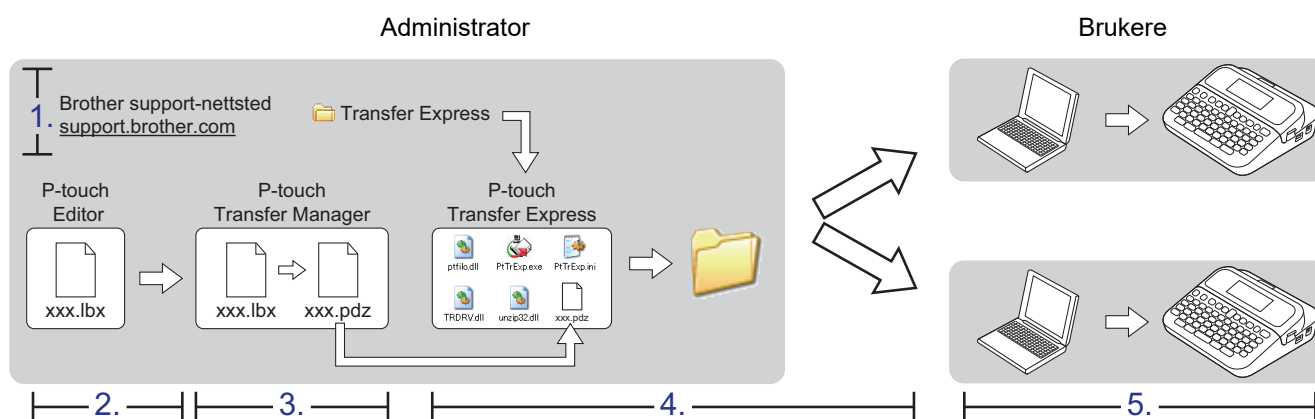 Administrator
Brukere
1.
Brother support-nettsted
support.brother.com
Transfer Express
P-touch
Editor
xxx.lbx
P-touch
Transfer Manager
xxx.lbx
xxx.pdz
P-touch
Transfer Express
ptfilo.dll
PtTrExp.exe
PtTrExp.ini
TRDRV.dll
unzip32.dll
xxx.pdz
2.
3.
4.
5.